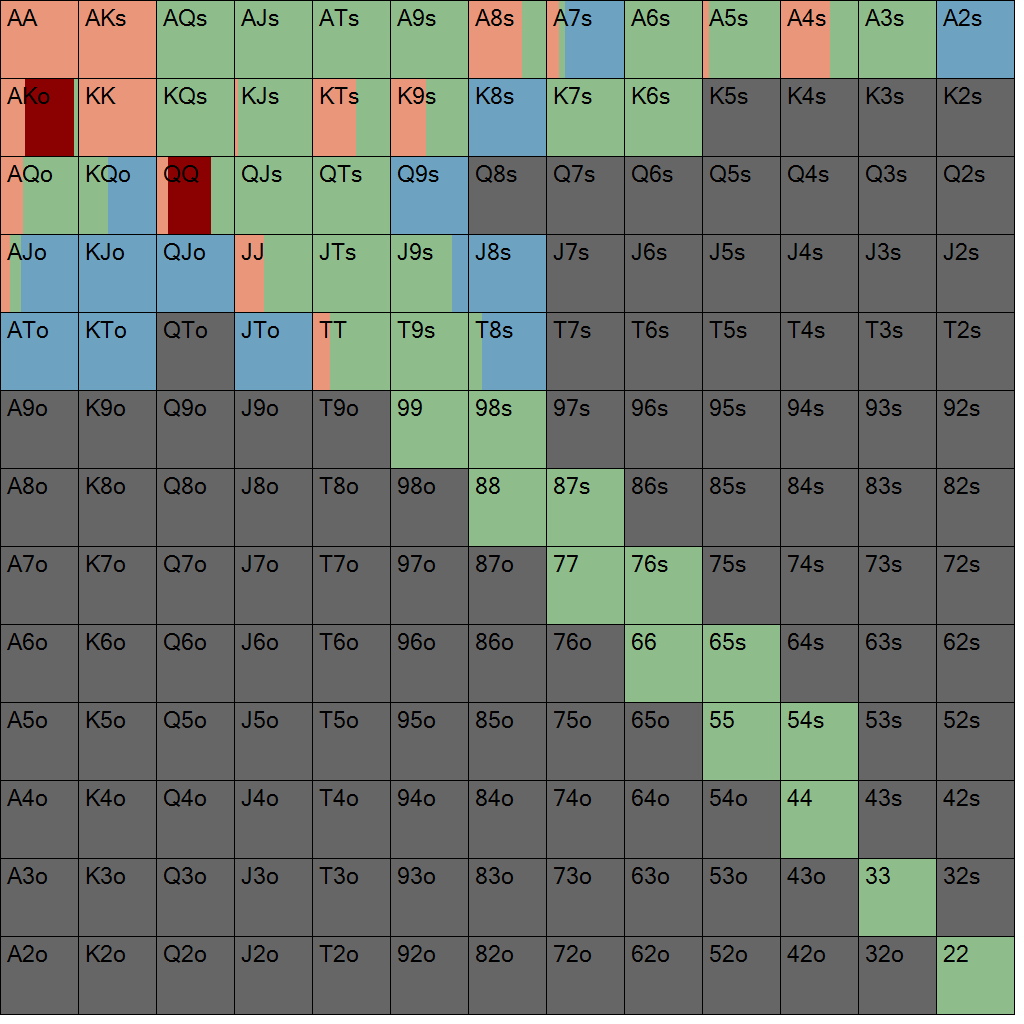 AA AKs AQs AJs ATs A9s A8s A7s A6s A5s A4s A3s A2s
AKo KK KQs KJs KTs K9s K8s K7s K6s K5s K4s K3s K2s
AQo KQo QQ QJs QTs Q9s Q8s Q7s Q6s Q5s Q4s Q3s Q2s
AJo KJo QJo JJ JTs J9s J8s J7s J6s J5s J4s J3s J2s
ATo KTo QTo JTo TT T9s T8s T7s T6s T5s T4s T3s T2s
A9o K9o Q9o J9o T9o 99 98s 97s 96s 95s 94s 93s 92s
A8o K8o Q8o J8o T8o 98o 88 87s 86s 85s 84s 83s 82s
A7o K7o Q7o J7o T7o 97o 87o 77 76s 75s 74s 73s 72s
A6o K6o Q6o J6o T6o 96o 86o 76o 66 65s 64s 63s 62s
A5o K5o Q5o J5o T5o 95o 85o 75o 65o 55 54s 53s 52s
A4o K4o Q4o J4o T4o 94o 84o 74o 64o 54o 44 43s 42s
A3o K3o Q3o J3o T3o 93o 83o 73o 63o 53o 43o 33 32s
A2o K2o Q2o J2o T2o 92o 82o 72o 62o 52o 42o 32o 22